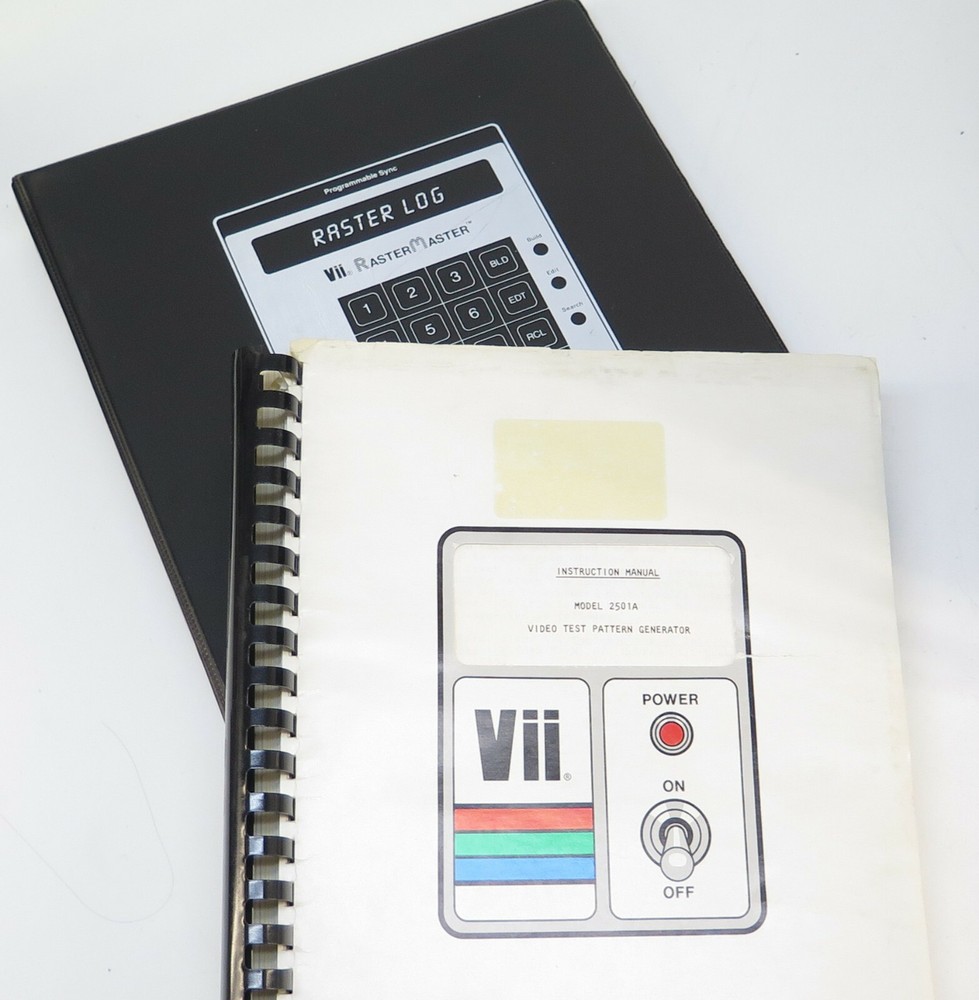 Programmable Sync
RASTER LOG
Vii® RASTERMASTER™
Build
1 2 3 BLD
Edit
5 6 EDT
Search
RCL
INSTRUCTION MANUAL
MODEL 2501A
VIDEO TEST PATTERN GENERATOR
Vii®
POWER
ON
OFF